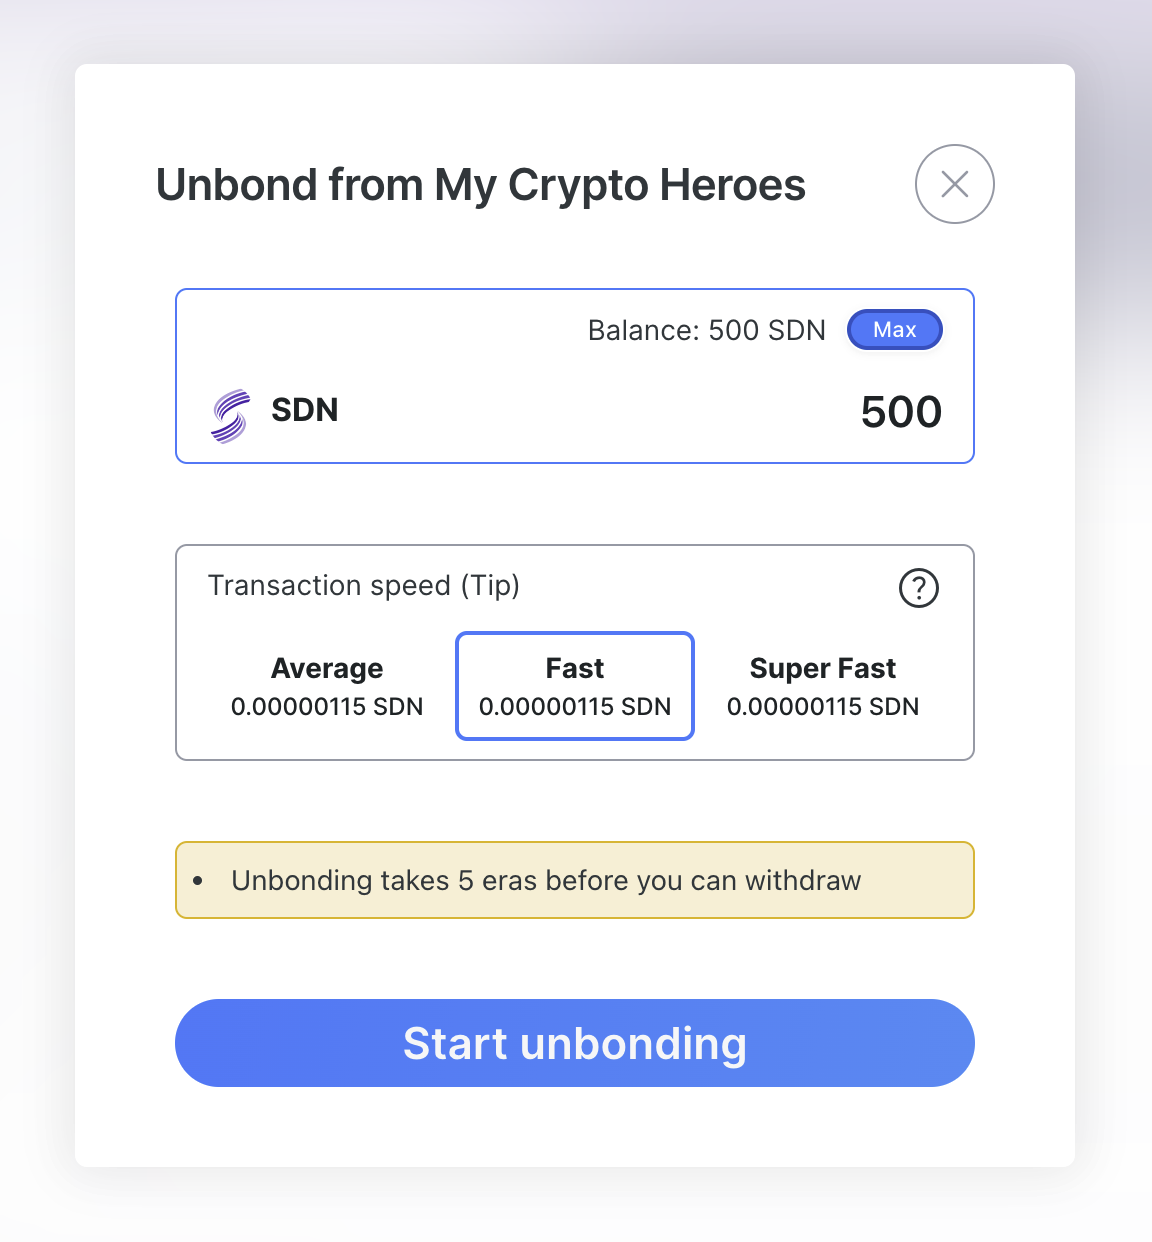 Unbond from My Crypto Heroes
Balance: 500 SDN Max
SDN 500
Transaction speed (Tip) ?
Average Fast Super Fast
0.00000115 SDN 0.00000115 SDN 0.00000115 SDN
• Unbonding takes 5 eras before you can withdraw
Start unbonding